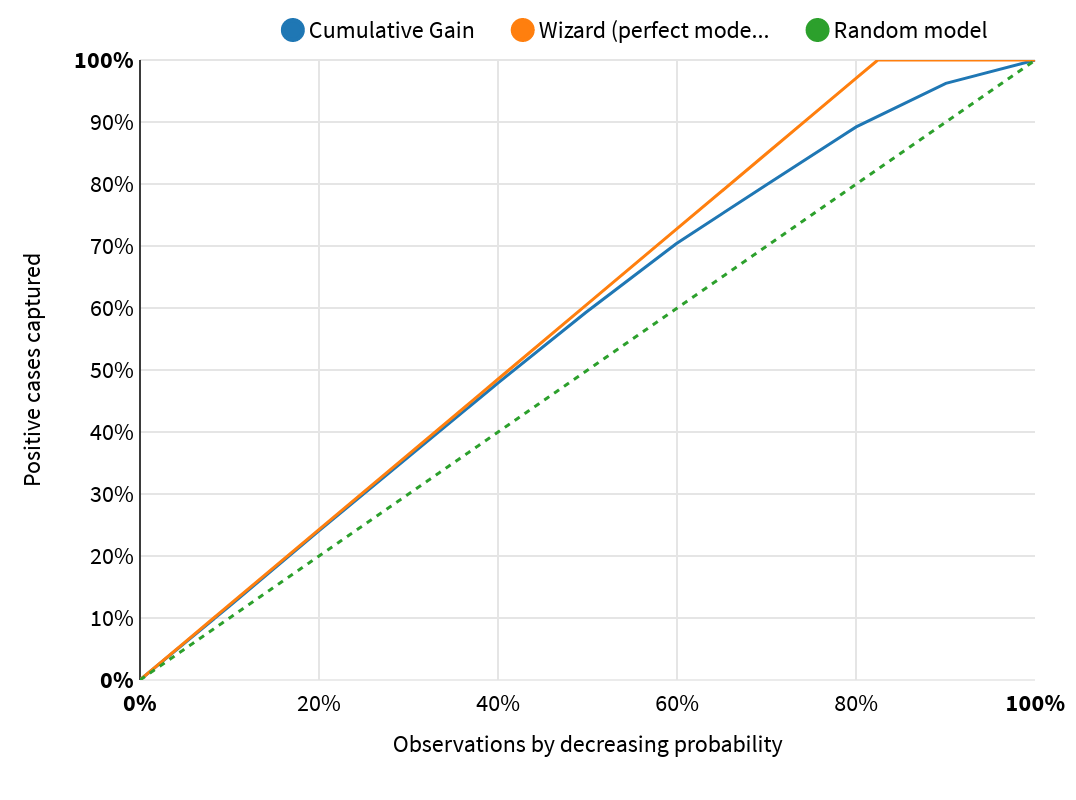 Cumulative Gain Wizard (perfect mode... Random model
100%
90%
80%
70%
60%
50%
40%
30%
20%
10%
0%
Positive cases captured
0% 20% 40% 60% 80% 100%
Observations by decreasing probability